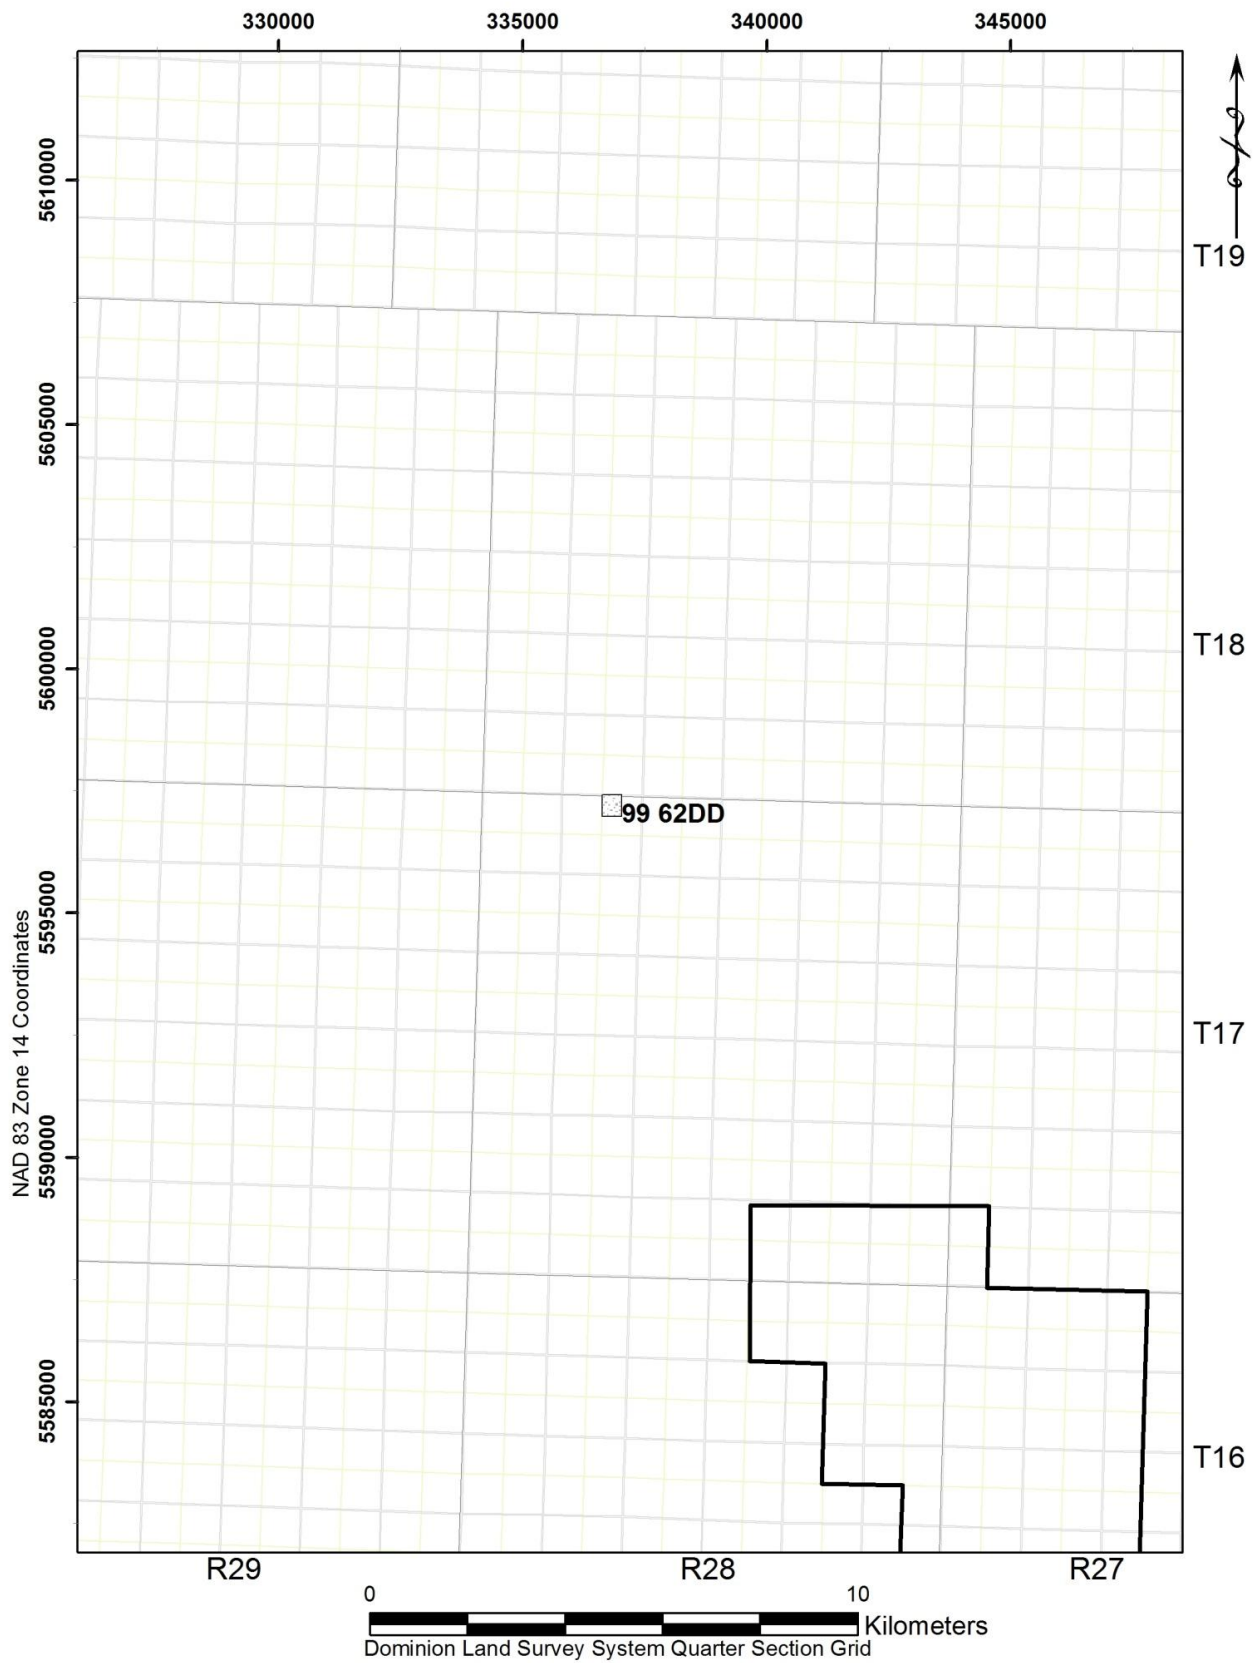 330000 335000 340000 345000
5610000
T19
5605000
T18
5600000
99 62DD
5595000
NAD 83 Zone 14 Coordinates
T17
5590000
5585000
T16
R29 R28 R27
0 10
Kilometers
Dominion Land Survey System Quarter Section Grid